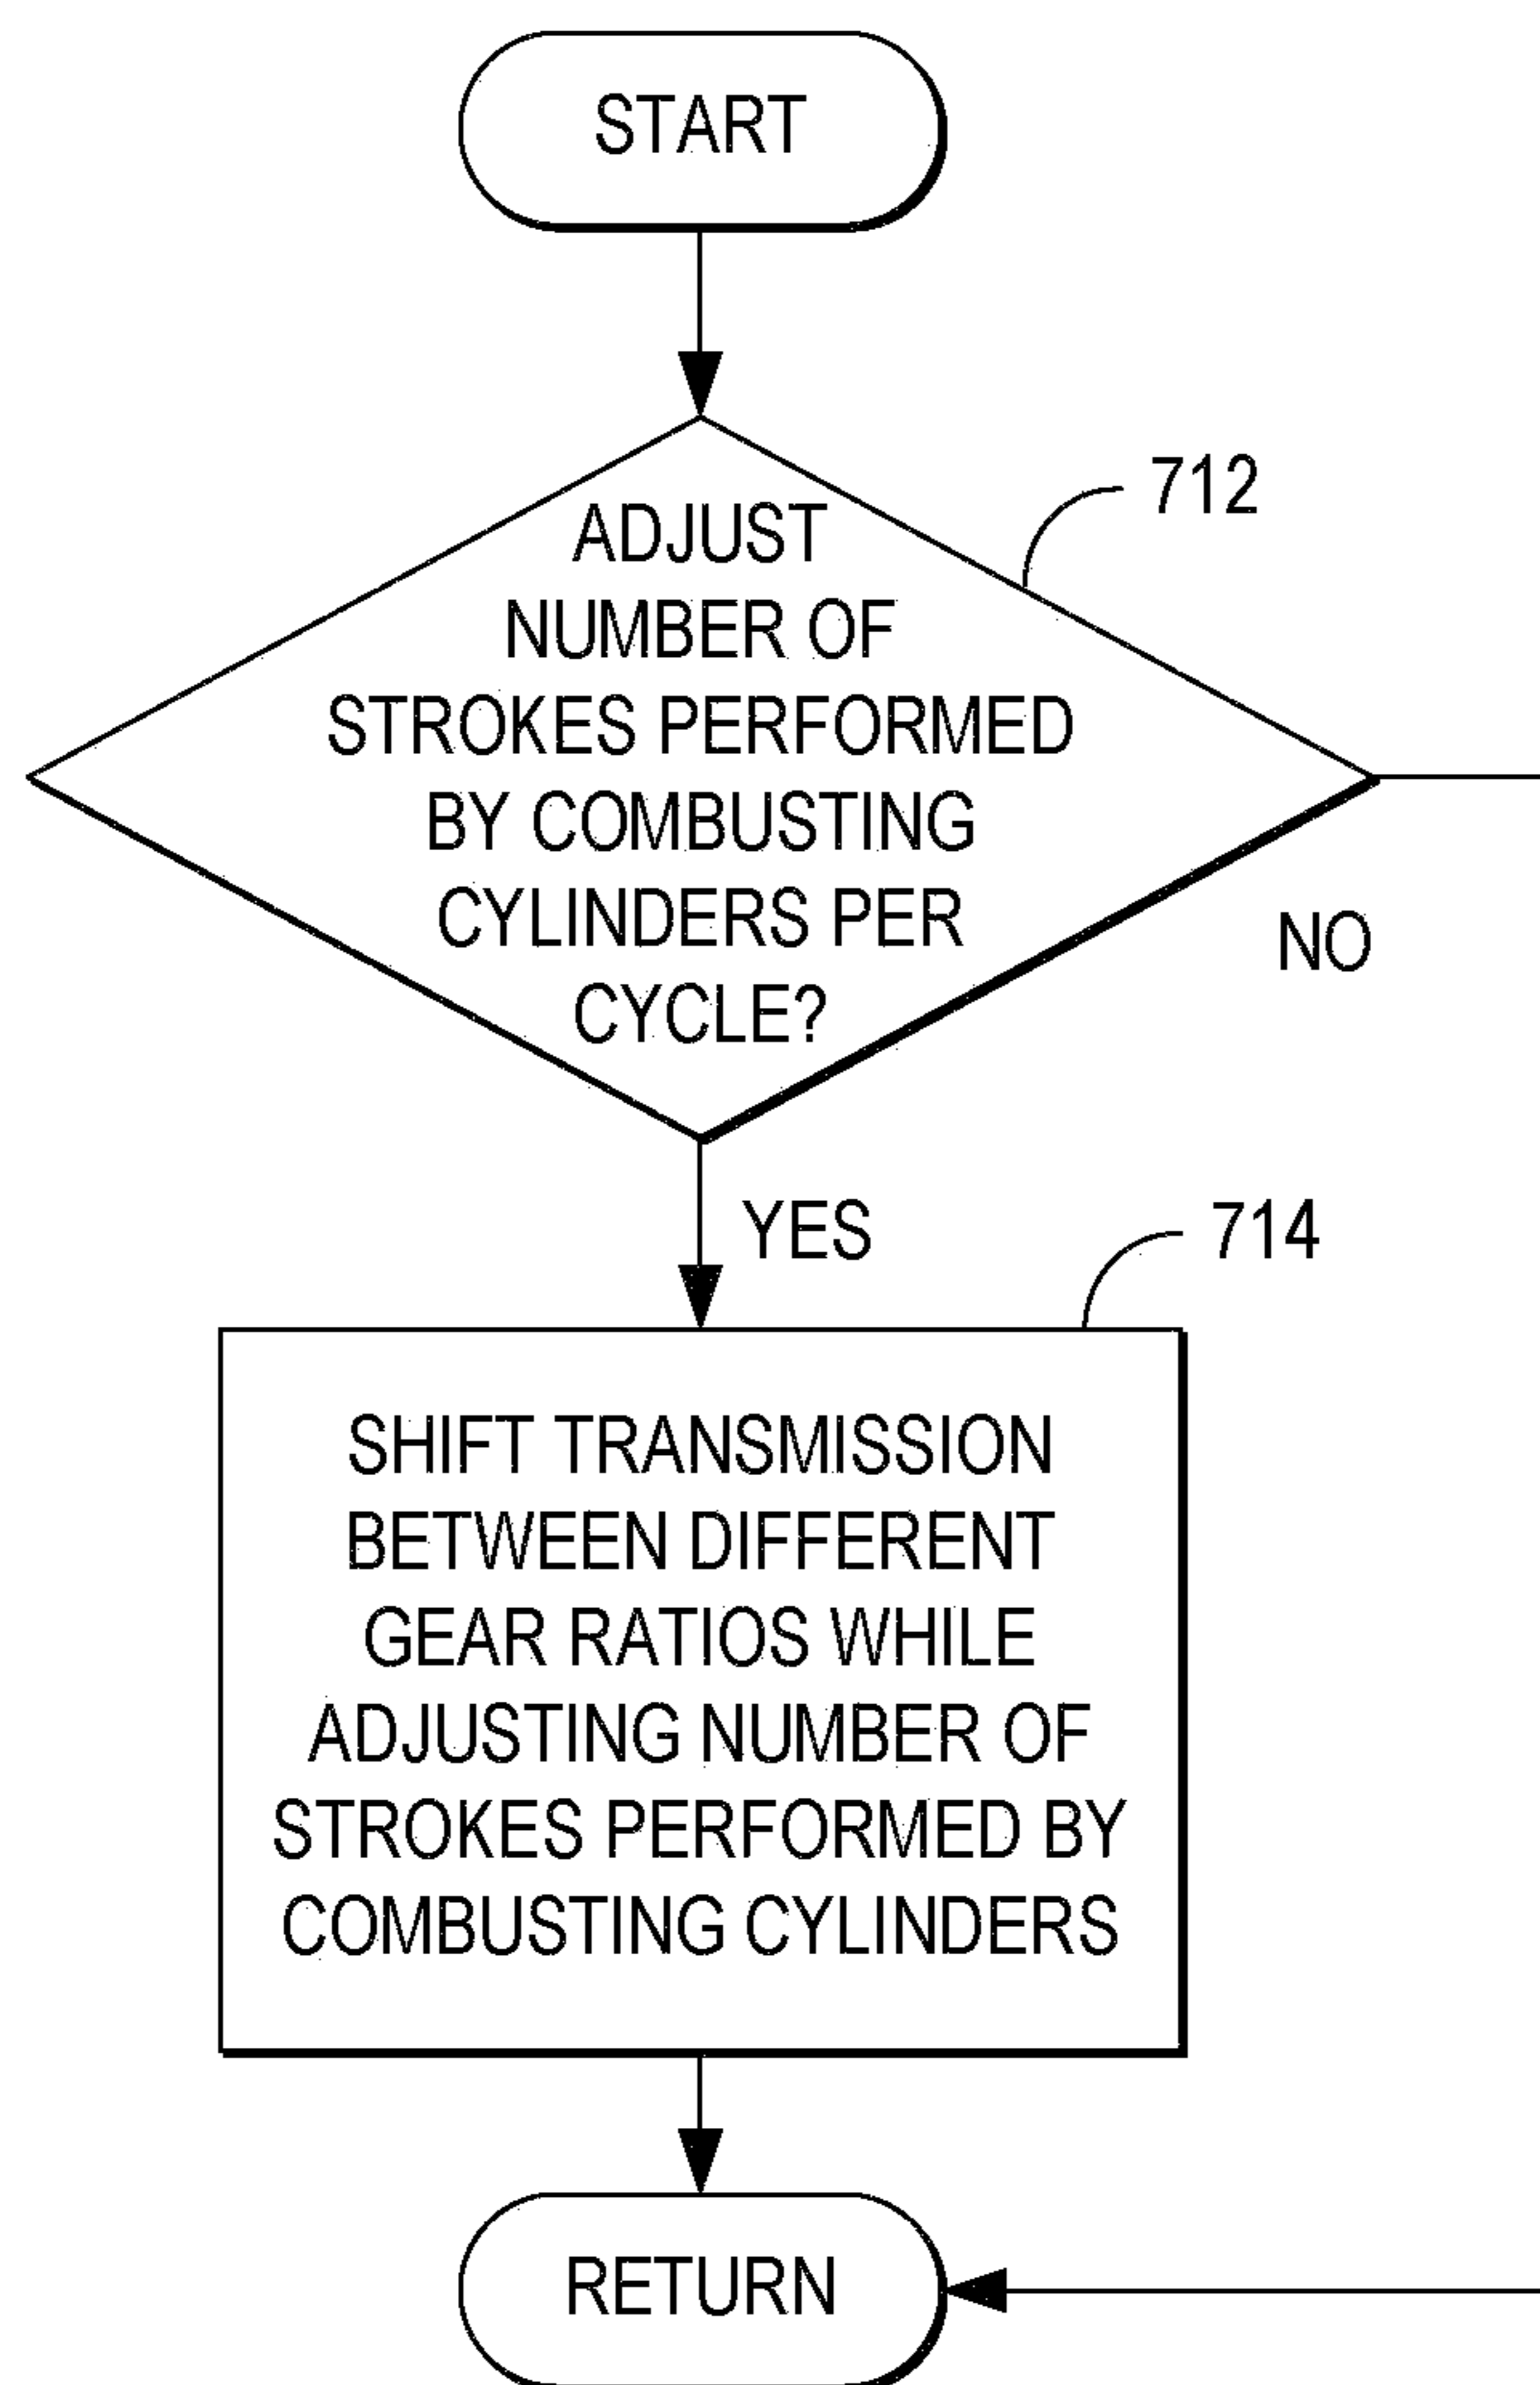 START
712
ADJUST
NUMBER OF
STROKES PERFORMED
BY COMBUSTING
CYLINDERS PER
CYCLE?
NO
YES
714
SHIFT TRANSMISSION
BETWEEN DIFFERENT
GEAR RATIOS WHILE
ADJUSTING NUMBER OF
STROKES PERFORMED BY
COMBUSTING CYLINDERS
RETURN